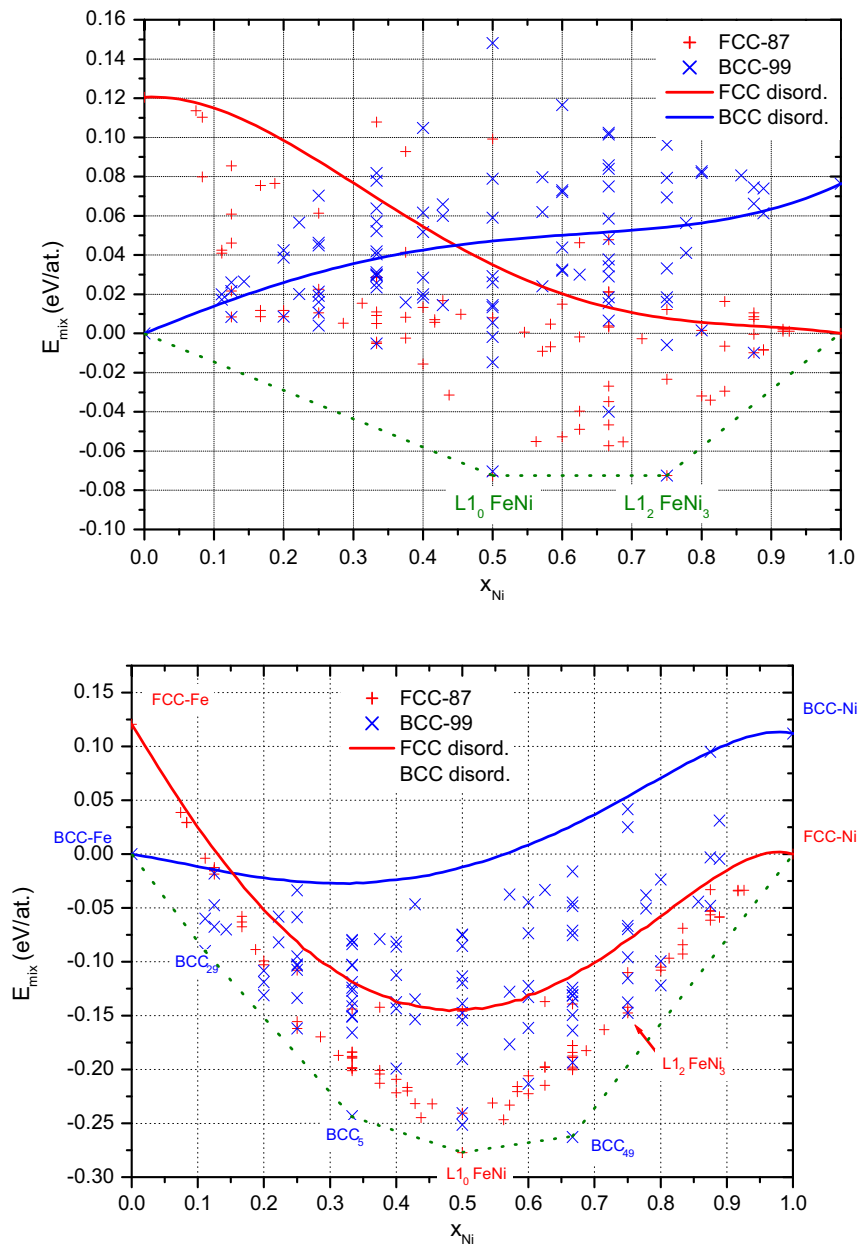 0.16
0.14
0.12
0.10
0.08
0.06
0.04
0.02
0.00
-0.02
-0.04
-0.06
-0.08
-0.10
E_mix (eV/at.)
FCC-87
BCC-99
FCC disord.
BCC disord.
L1₀ FeNi
L1₂ FeNi₃
0.0 0.1 0.2 0.3 0.4 0.5 0.6 0.7 0.8 0.9 1.0
x_Ni
0.15
0.10
0.05
0.00
-0.05
-0.10
-0.15
-0.20
-0.25
-0.30
E_mix (eV/at.)
FCC-Fe
FCC-87
BCC-99
FCC disord.
BCC disord.
BCC-Ni
BCC-Fe
FCC-Ni
BCC₂₉
L1₂ FeNi₃
BCC₅
BCC₄₉
L1₀ FeNi
0.0 0.1 0.2 0.3 0.4 0.5 0.6 0.7 0.8 0.9 1.0
x_Ni